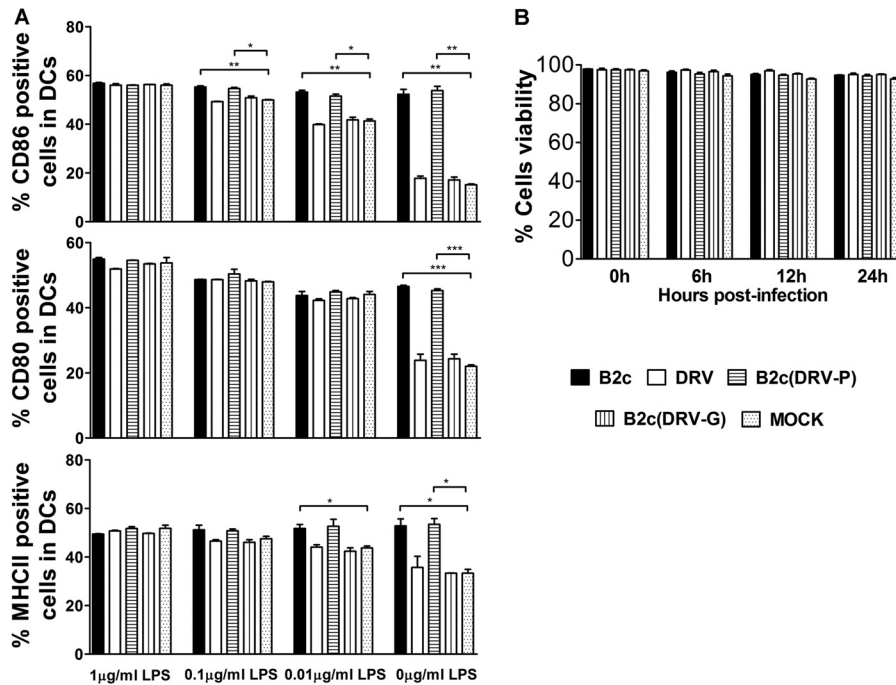 A
% CD86 positive
cells in DCs
80
60
40
20
0
*
**
*
**
**
**
% CD80 positive
cells in DCs
60
40
20
0
***
***
% MHCII positive
cells in DCs
80
60
40
20
0
*
*
*
1μg/ml LPS 0.1μg/ml LPS 0.01μg/ml LPS 0μg/ml LPS
B
% Cells viability
100
80
60
40
20
0
0h 6h 12h 24h
Hours post-infection
B2c DRV B2c(DRV-P)
B2c(DRV-G) MOCK